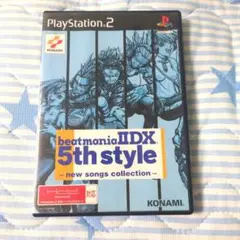 PlayStation.2
KONAMI
beatmania IIDX
5th style
- new songs collection -
KONAMI